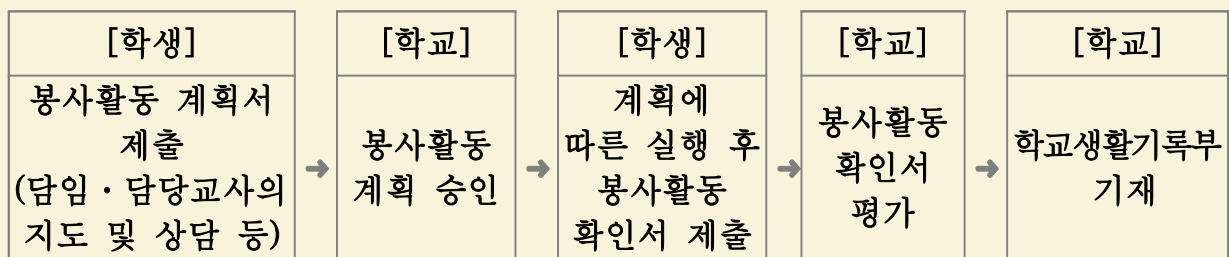 [학생]
봉사활동 계획서
제출
(담임·담당교사의
지도 및 상담 등)
➜
[학교]
봉사활동
계획 승인
➜
[학생]
계획에
따른 실행 후
봉사활동
확인서 제출
➜
[학교]
봉사활동
확인서
평가
➜
[학교]
학교생활기록부
기재